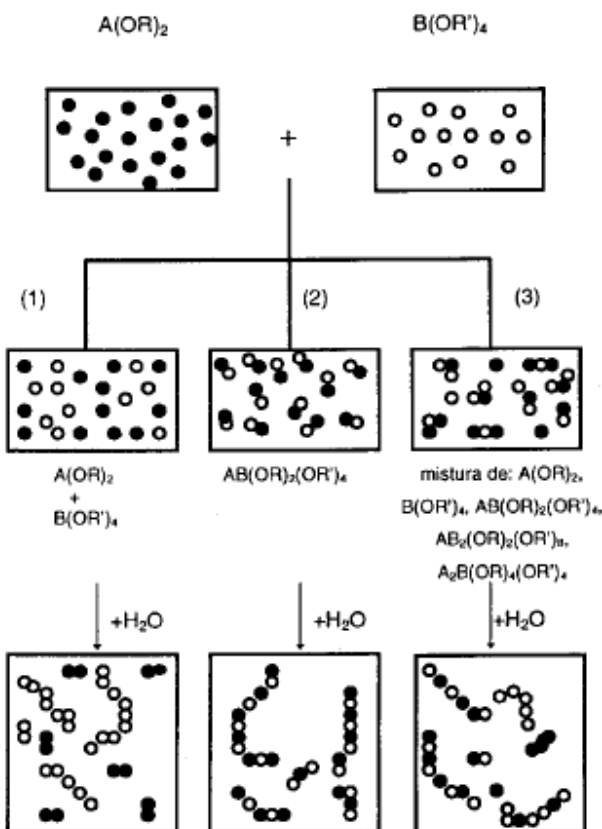 A(OR)₂
B(OR')₄
+
(1)
(2)
(3)
A(OR)₂
+
B(OR')₄
AB(OR)₂(OR')₄
mistura de: A(OR)₂,
B(OR')₄, AB(OR)₂(OR')₄,
AB₂(OR)₂(OR')₈,
A₂B(OR)₄(OR')₄
+H₂O
+H₂O
+H₂O